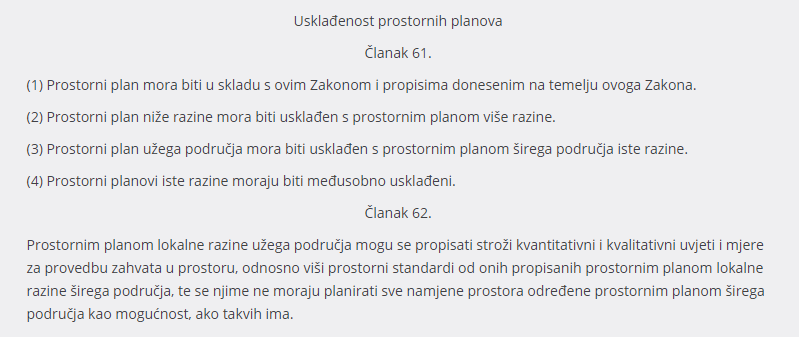 Usklađenost prostornih planova
Članak 61.
(1) Prostorni plan mora biti u skladu s ovim Zakonom i propisima donesenim na temelju ovoga Zakona.
(2) Prostorni plan niže razine mora biti usklađen s prostornim planom više razine.
(3) Prostorni plan užega područja mora biti usklađen s prostornim planom širega područja iste razine.
(4) Prostorni planovi iste razine moraju biti međusobno usklađeni.
Članak 62.
Prostornim planom lokalne razine užega područja mogu se propisati stroži kvantitativni i kvalitativni uvjeti i mjere
za provedbu zahvata u prostoru, odnosno viši prostorni standardi od onih propisanih prostornim planom lokalne
razine širega područja, te se njime ne moraju planirati sve namjene prostora određene prostornim planom širega
područja kao mogućnost, ako takvih ima.